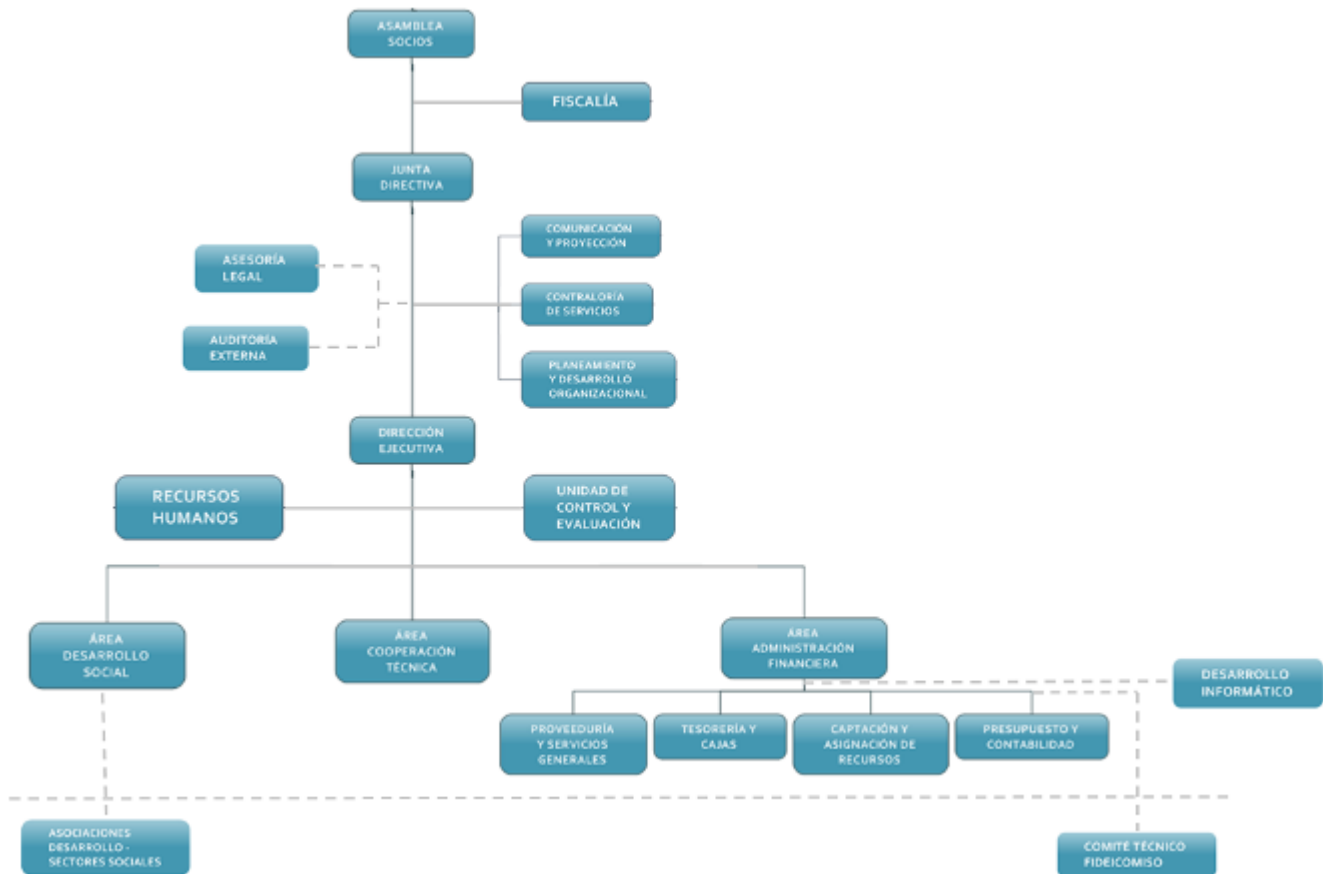 ASAMBLEA
SOCIOS
FISCALÍA
JUNTA
DIRECTIVA
COMUNICACIÓN
Y PROYECCIÓN
ASESORÍA
LEGAL
CONTRALORÍA
DE SERVICIOS
AUDITORÍA
EXTERNA
PLANEAMIENTO
Y DESARROLLO
ORGANIZACIONAL
DIRECCIÓN
EJECUTIVA
RECURSOS
HUMANOS
UNIDAD DE
CONTROL Y
EVALUACIÓN
ÁREA
DESARROLLO
SOCIAL
ÁREA
COOPERACIÓN
TÉCNICA
ÁREA
ADMINISTRACIÓN
FINANCIERA
DESARROLLO
INFORMÁTICO
PROVEEDURÍA
Y SERVICIOS
GENERALES
TESORERÍA Y
CAJAS
CAPTACIÓN Y
ASIGNACIÓN DE
RECURSOS
PRESUPUESTO Y
CONTABILIDAD
ASOCIACIONES
DESARROLLO -
SECTORES SOCIALES
COMITÉ TÉCNICO
FIDEICOMISO